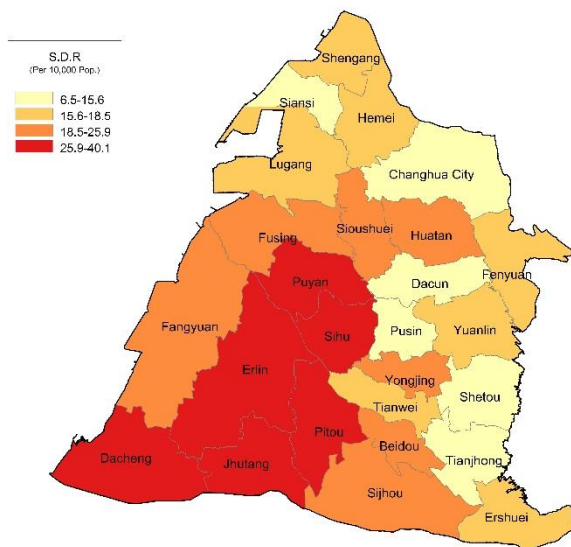 S.D.R
(Per 10,000 Pop.)
6.5-15.6
15.6-18.5
18.5-25.9
25.9-40.1
Shengang
Siansi
Hemei
Lugang
Changhua City
Sioushuei
Huatan
Fusing
Fenyuan
Puyan
Dacun
Fangyuan
Sihu
Pusin
Yuanlin
Erlin
Yongjing
Shetou
Tianwei
Pitou
Beidou
Tianjhong
Dacheng
Jhutang
Sijhou
Ershuei